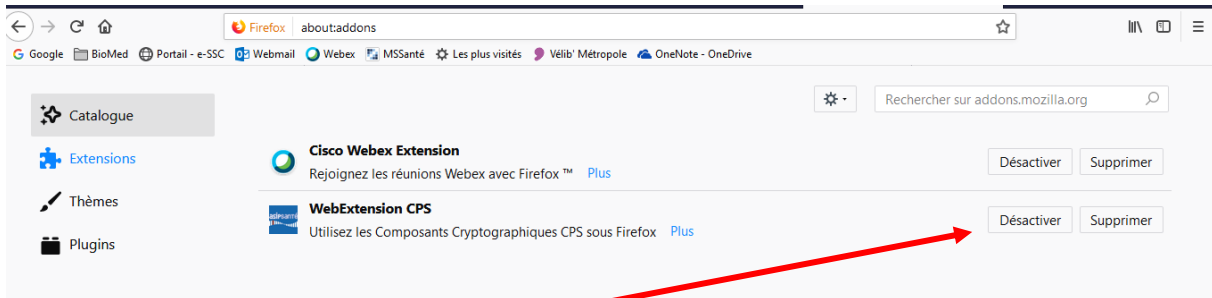 Firefox about:addons
Google BioMed Portail - e-SSC Webmail Webex MSSanté Les plus visités Vélib' Métropole OneNote - OneDrive
Rechercher sur addons.mozilla.org
Catalogue
Extensions
Thèmes
Plugins
Cisco Webex Extension
Rejoignez les réunions Webex avec Firefox ™ Plus
Désactiver Supprimer
WebExtension CPS
Utilisez les Composants Cryptographiques CPS sous Firefox Plus
Désactiver Supprimer